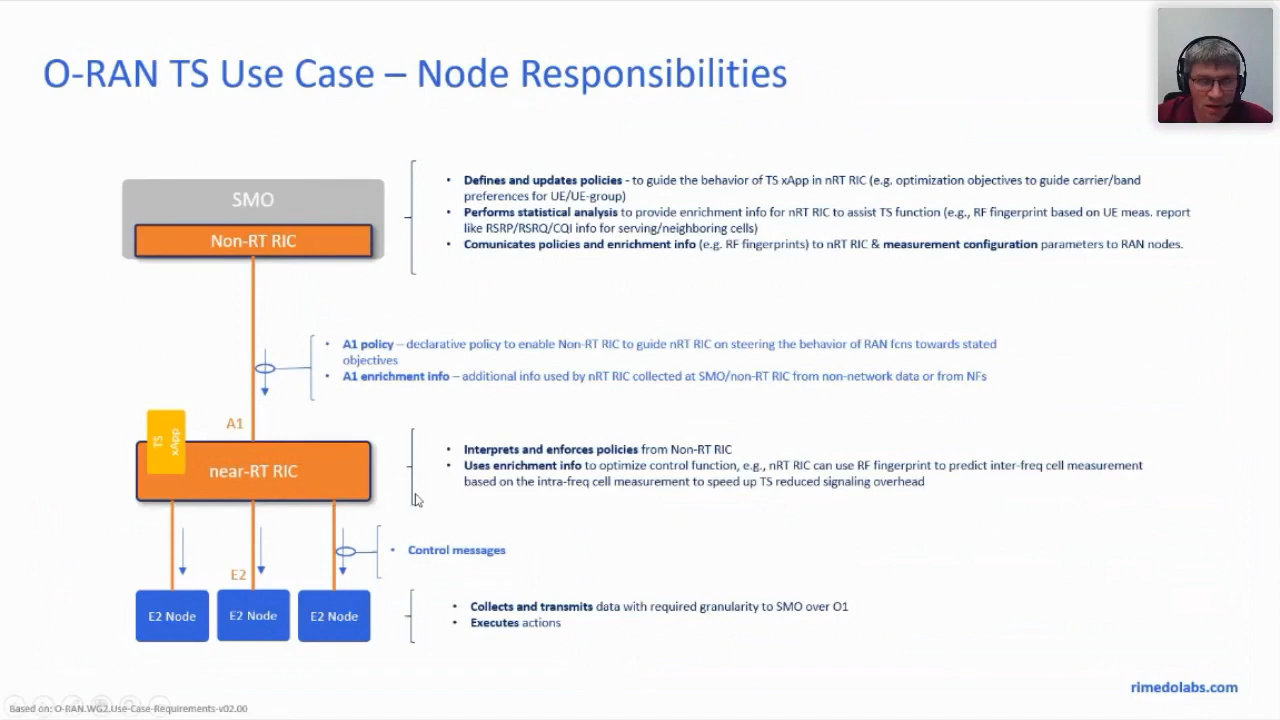 O-RAN TS Use Case – Node Responsibilities
SMO
Non-RT RIC
• Defines and updates policies - to guide the behavior of TS xApp in nRT RIC (e.g. optimization objectives to guide carrier/band
preferences for UE/UE-group)
• Performs statistical analysis to provide enrichment info for nRT RIC to assist TS function (e.g., RF fingerprint based on UE meas. report
like RSRP/RSRQ/CQI info for serving/neighboring cells)
• Comunicates policies and enrichment info (e.g. RF fingerprints) to nRT RIC & measurement configuration parameters to RAN nodes.
• A1 policy – declarative policy to enable Non-RT RIC to guide nRT RIC on steering the behavior of RAN fcns towards stated
objectives
• A1 enrichment info – additional info used by nRT RIC collected at SMO/non-RT RIC from non-network data or from NFs
A1
TS
xApp
near-RT RIC
• Interprets and enforces policies from Non-RT RIC
• Uses enrichment info to optimize control function, e.g., nRT RIC can use RF fingerprint to predict inter-freq cell measurement
based on the intra-freq cell measurement to speed up TS reduced signaling overhead
• Control messages
E2
E2 Node
E2 Node
E2 Node
• Collects and transmits data with required granularity to SMO over O1
• Executes actions
rimedolabs.com
Based on: O-RAN.WG2.Use-Case-Requirements-v02.00